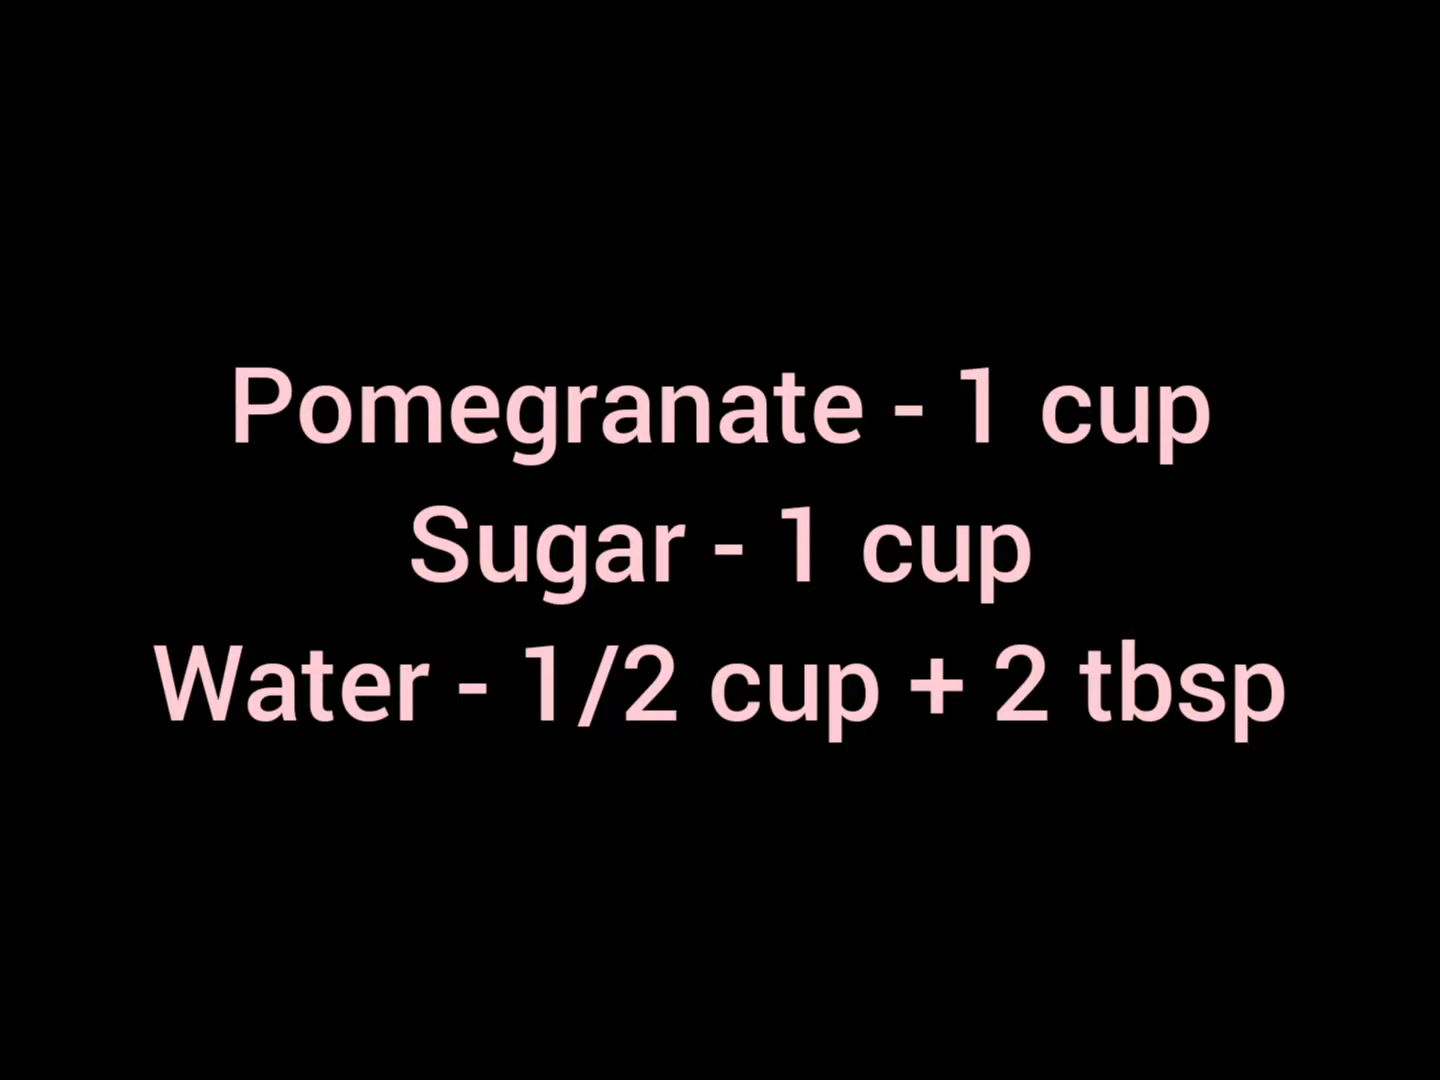 Pomegranate - 1 cup
Sugar - 1 cup
Water - 1/2 cup + 2 tbsp